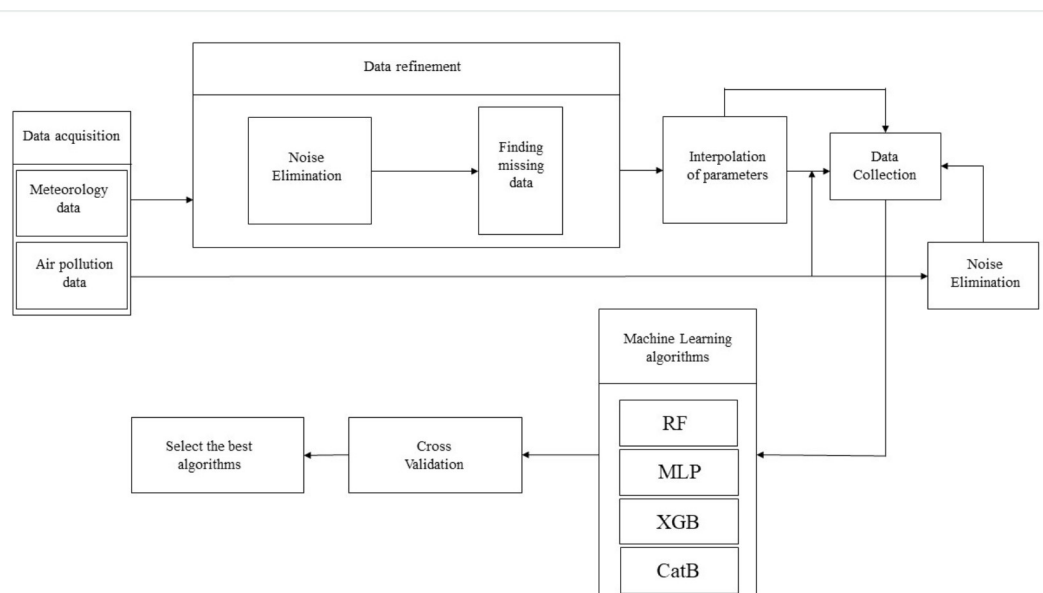 Data refinement
Data acquisition
Meteorology
data
Air pollution
data
Noise
Elimination
Finding
missing
data
Interpolation
of parameters
Data
Collection
Noise
Elimination
Machine Learning
algorithms
RF
MLP
XGB
CatB
Cross
Validation
Select the best
algorithms